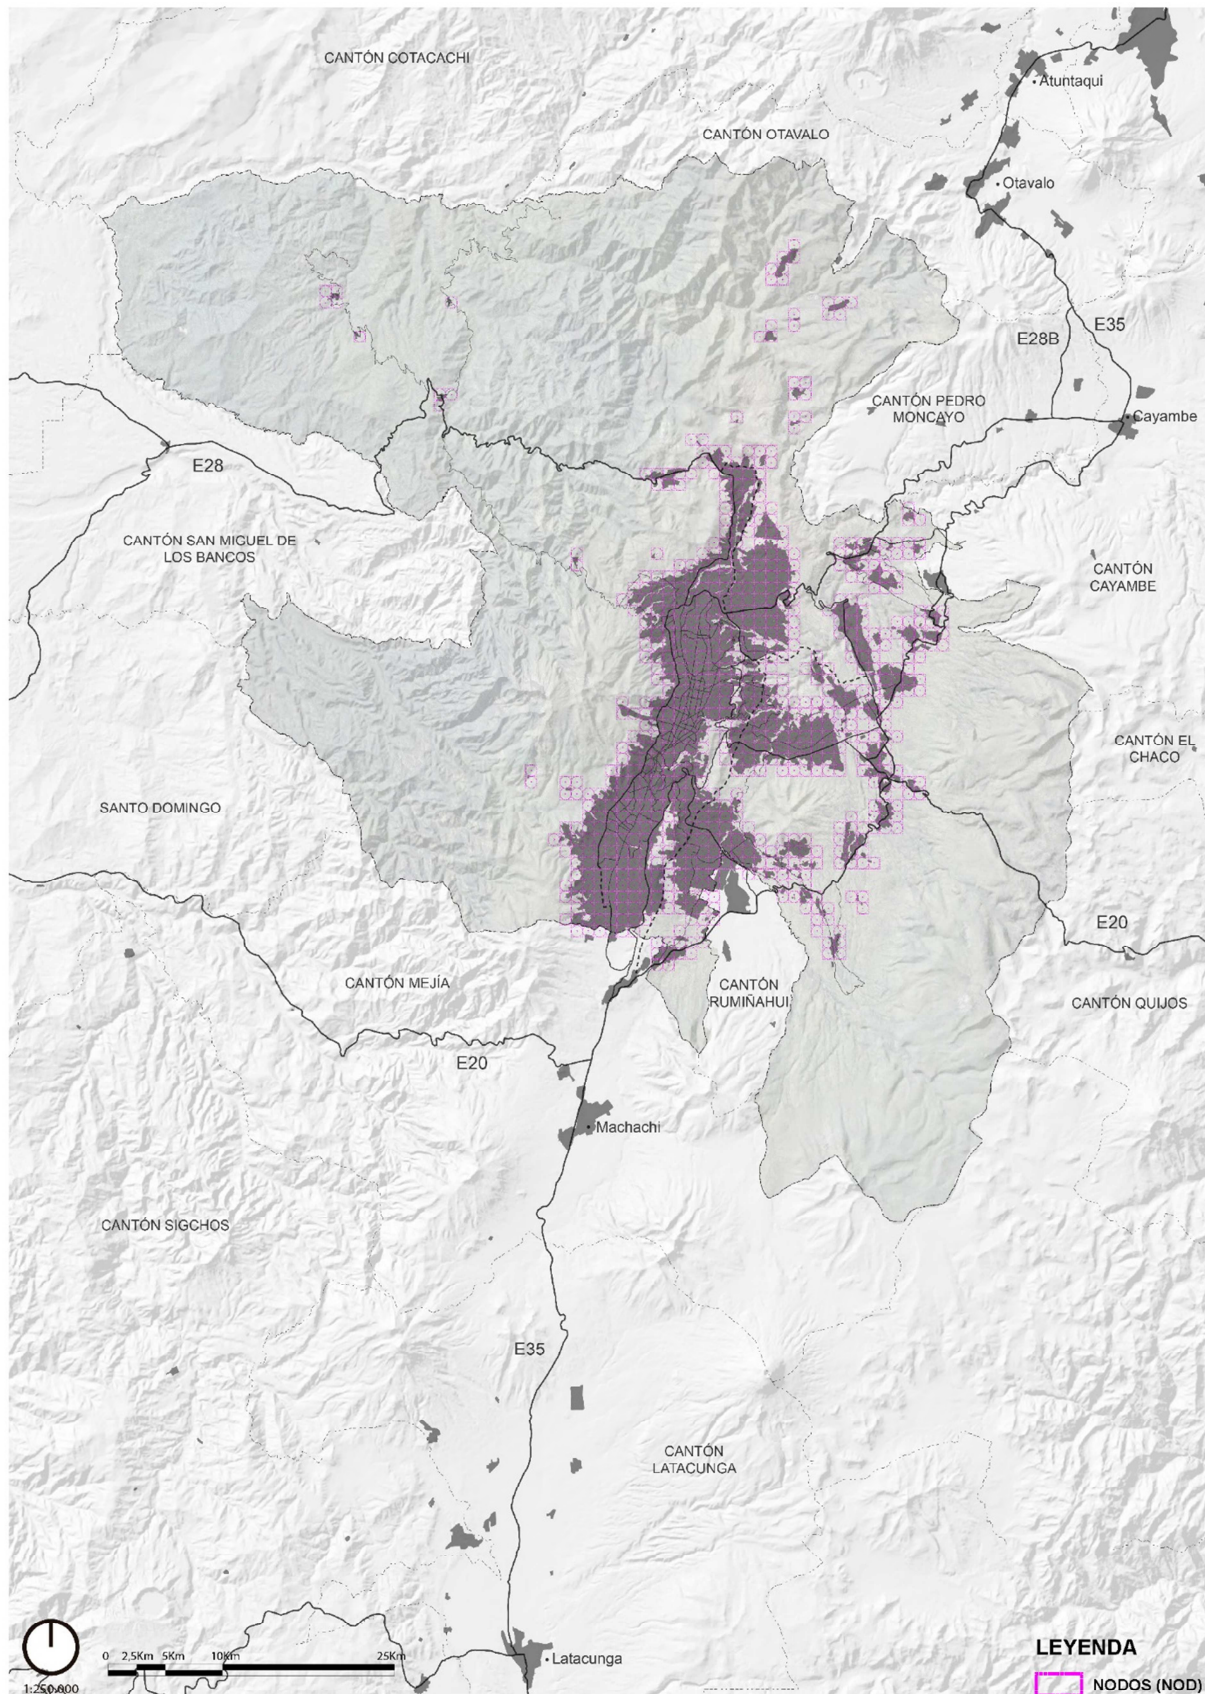 CANTÓN COTACACHI
Atuntaqui
CANTÓN OTAVALO
Otavalo
E35
E28B
CANTÓN PEDRO
MONCAYO
Cayambe
E28
CANTÓN SAN MIGUEL DE
LOS BANCOS
CANTÓN
CAYAMBE
CANTÓN EL
CHACO
SANTO DOMINGO
E20
CANTÓN MEJÍA
CANTÓN
RUMIÑAHUI
CANTÓN QUIJOS
E20
Machachi
CANTÓN SIGCHOS
E35
CANTÓN
LATACUNGA
0 2,5Km 5Km 10Km 25Km
Latacunga
1:250.000
LEYENDA
NODOS (NOD)